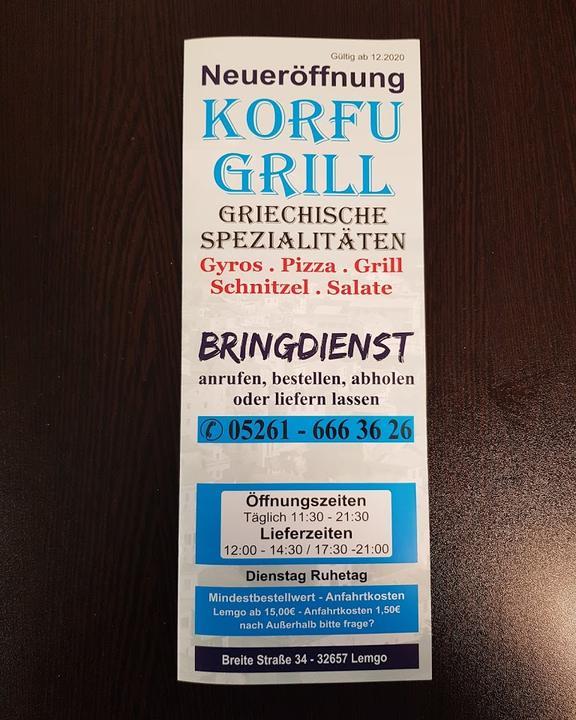 Gültig ab 12.2020
Neueröffnung
KORFU
GRILL
GRIECHISCHE
SPEZIALITÄTEN
Gyros . Pizza . Grill
Schnitzel . Salate
BRINGDIENST
anrufen, bestellen, abholen
oder liefern lassen
✆ 05261 - 666 36 26
Öffnungszeiten
Täglich 11:30 - 21:30
Lieferzeiten
12:00 - 14:30 / 17:30 -21:00
Dienstag Ruhetag
Mindestbestellwert - Anfahrtkosten
Lemgo ab 15,00€ - Anfahrtkosten 1,50€
nach Außerhalb bitte frage?
Breite Straße 34 - 32657 Lemgo